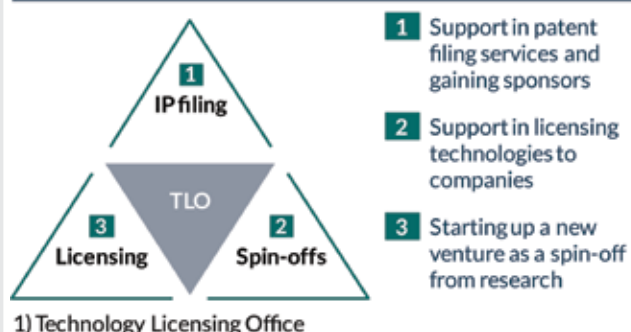 1
IP filing
TLO
3
Licensing
2
Spin-offs
1) Technology Licensing Office
1 Support in patent
filing services and
gaining sponsors
2 Support in licensing
technologies to
companies
3 Starting up a new
venture as a spin-off
from research